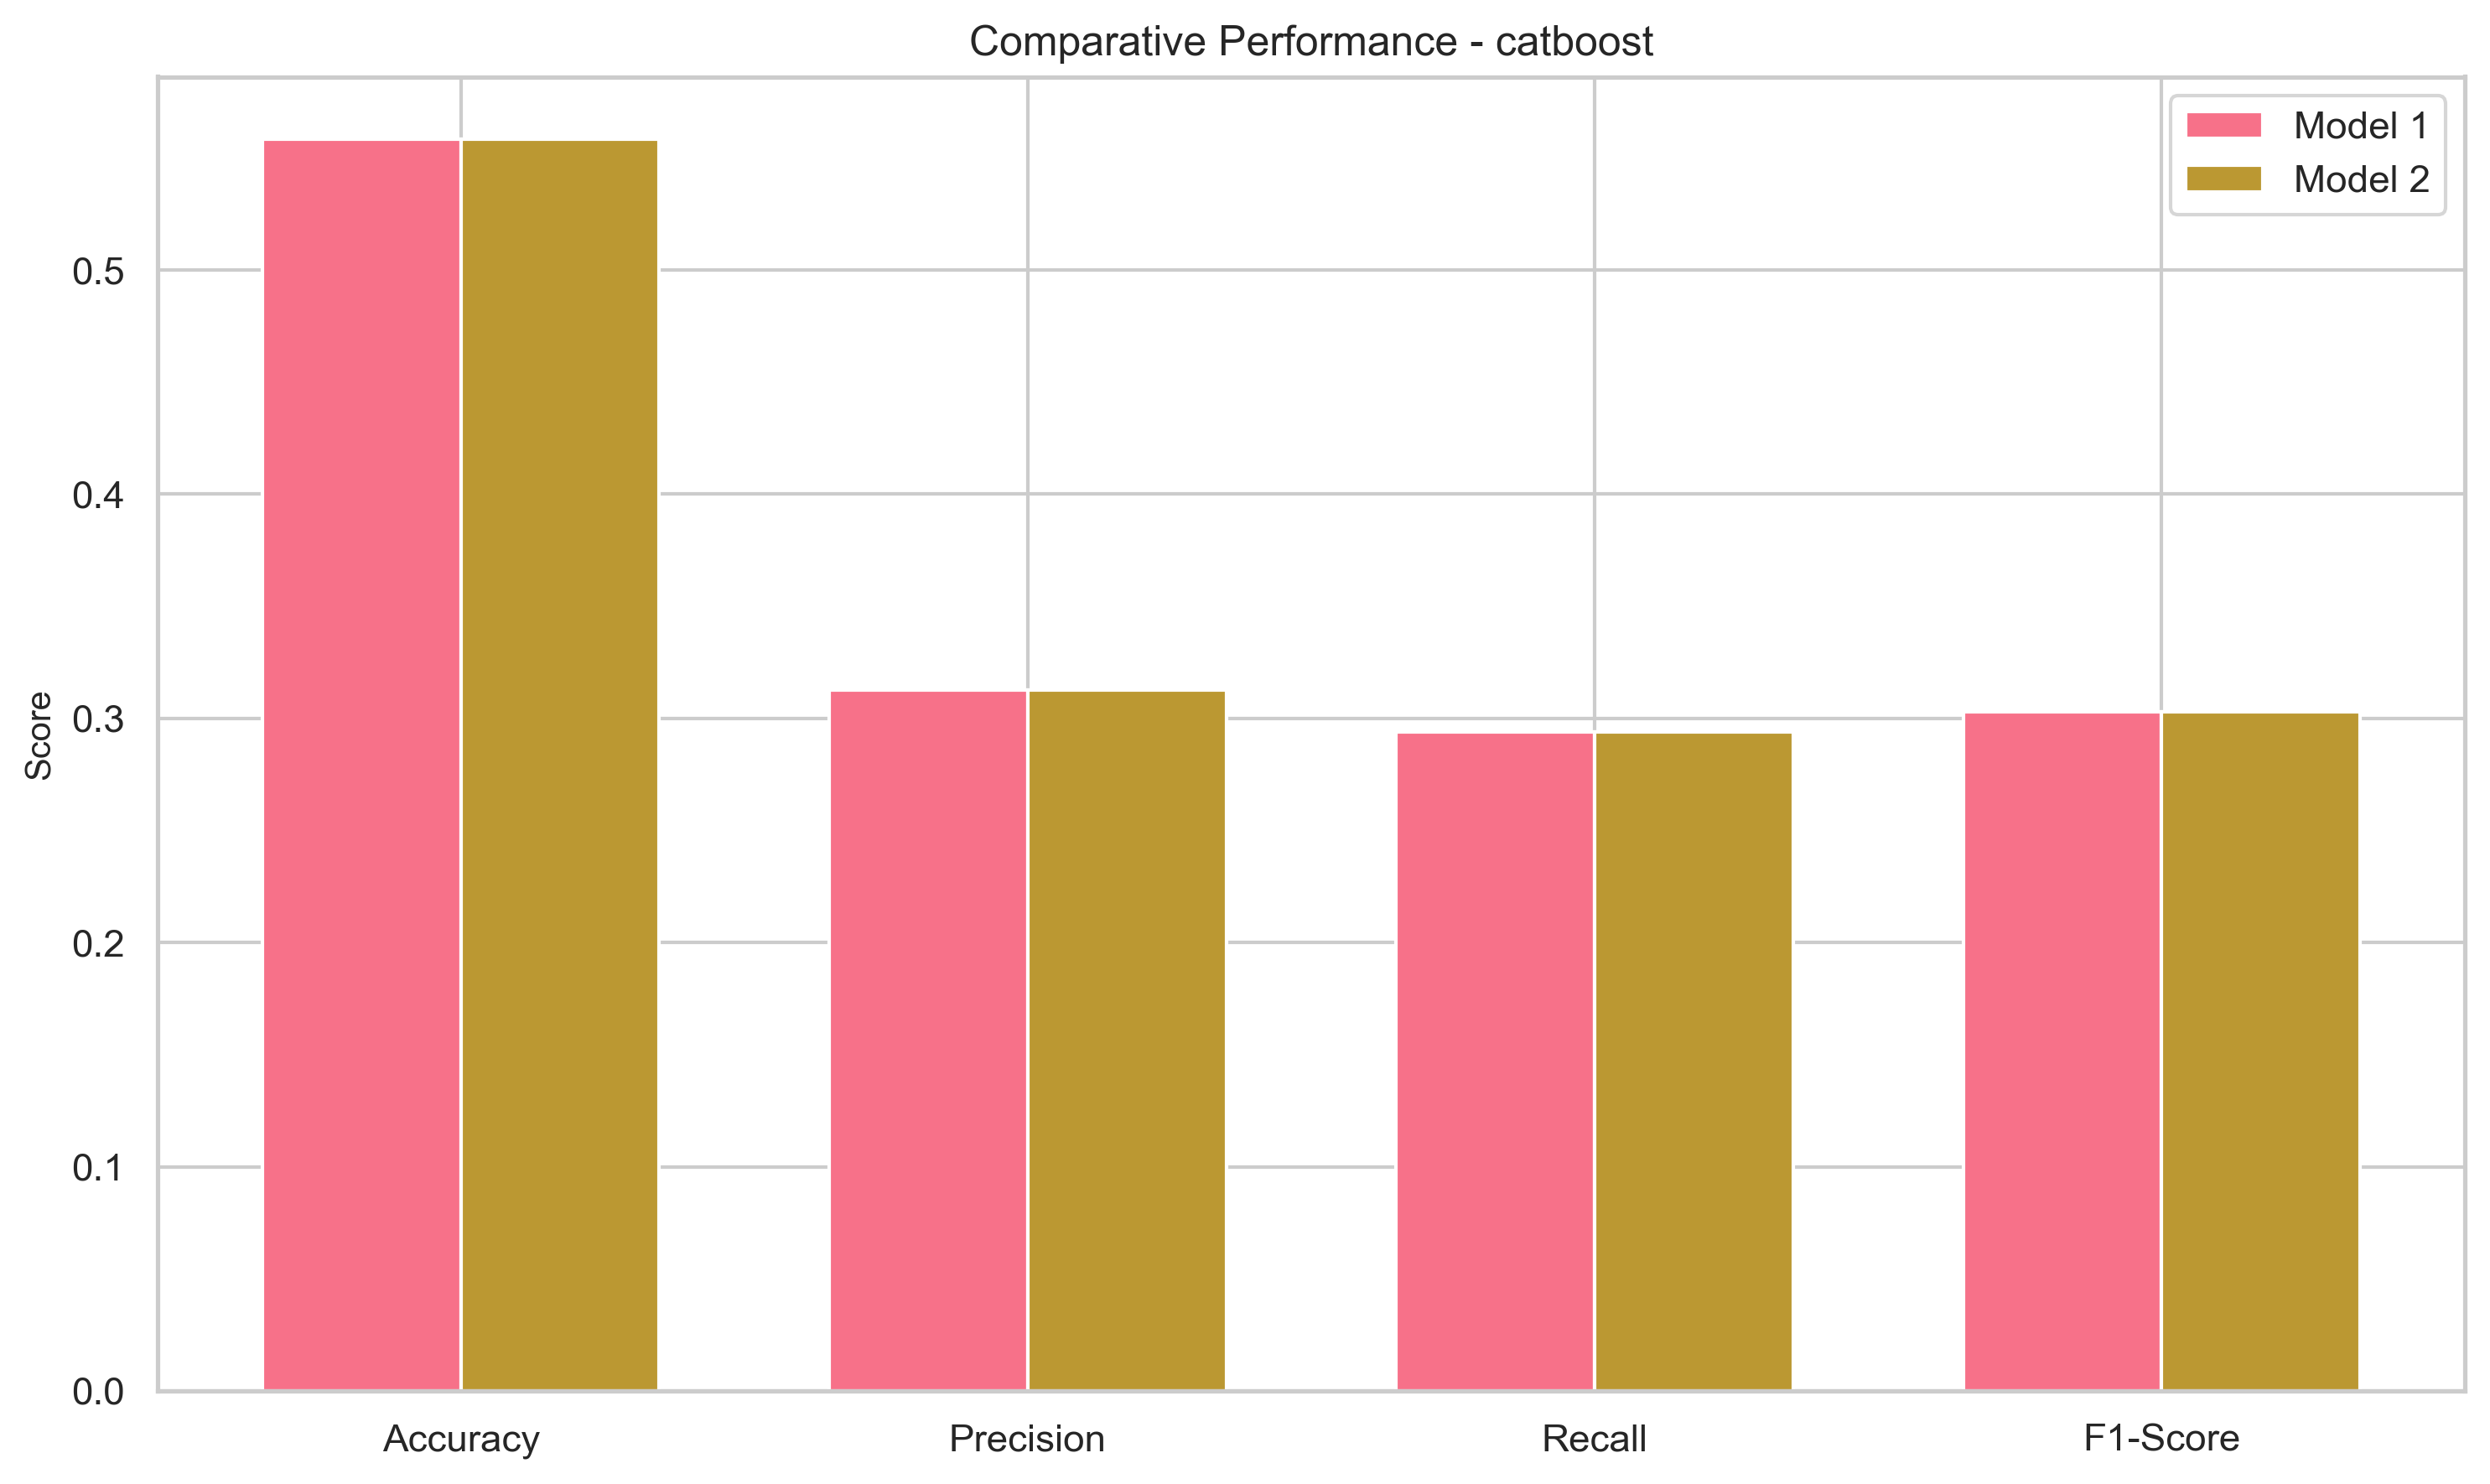 Comparative Performance - catboost
Model 1
Model 2
Score
0.5
0.4
0.3
0.2
0.1
0.0
Accuracy
Precision
Recall
F1-Score